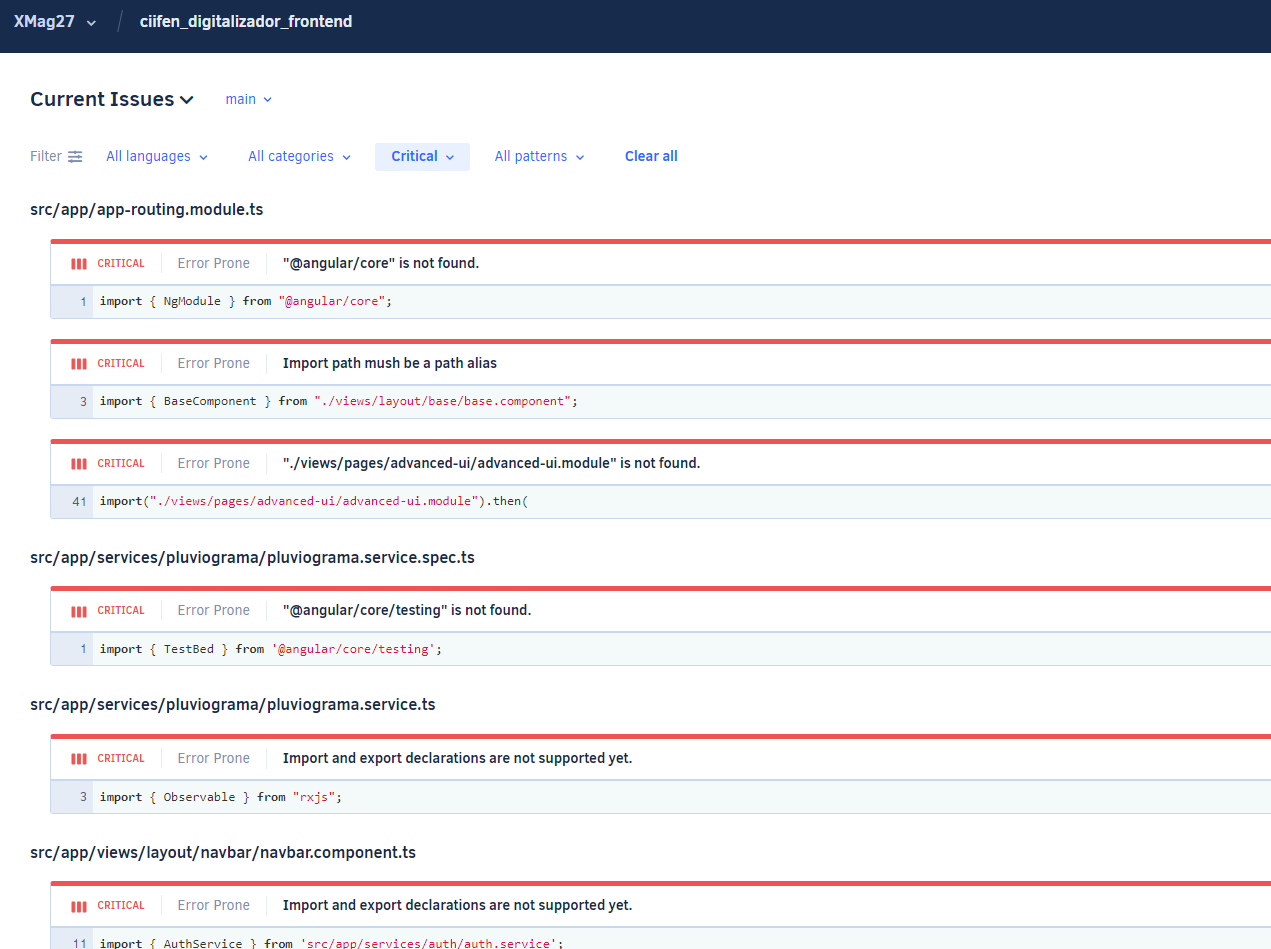 XMag27 / ciifen_digitalizador_frontend
Current Issues main
Filter All languages All categories Critical All patterns Clear all
src/app/app-routing.module.ts
CRITICAL Error Prone "@angular/core" is not found.
1 import { NgModule } from "@angular/core";
CRITICAL Error Prone Import path mush be a path alias
3 import { BaseComponent } from "./views/layout/base/base.component";
CRITICAL Error Prone "./views/pages/advanced-ui/advanced-ui.module" is not found.
41 import("./views/pages/advanced-ui/advanced-ui.module").then(
src/app/services/pluviograma/pluviograma.service.spec.ts
CRITICAL Error Prone "@angular/core/testing" is not found.
1 import { TestBed } from '@angular/core/testing';
src/app/services/pluviograma/pluviograma.service.ts
CRITICAL Error Prone Import and export declarations are not supported yet.
3 import { Observable } from "rxjs";
src/app/views/layout/navbar/navbar.component.ts
CRITICAL Error Prone Import and export declarations are not supported yet.
11 import { AuthService } from 'src/app/services/auth/auth.service';